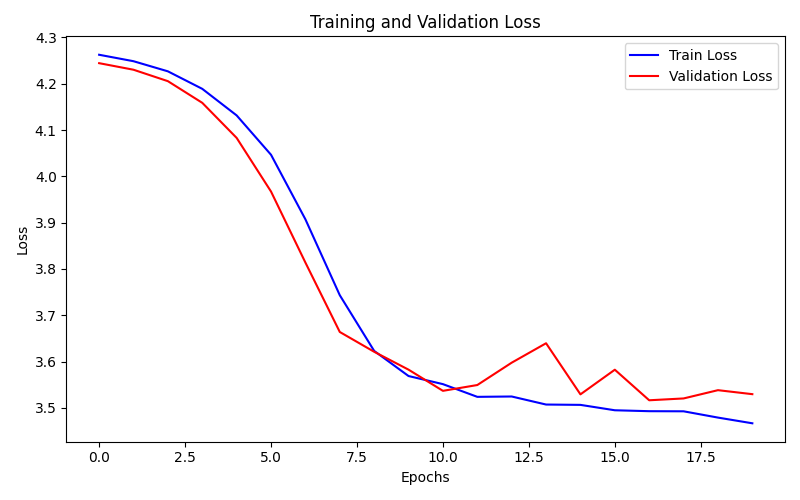 Training and Validation Loss
Train Loss
Validation Loss
4.3
4.2
4.1
4.0
3.9
3.8
3.7
3.6
3.5
Loss
0.0 2.5 5.0 7.5 10.0 12.5 15.0 17.5
Epochs